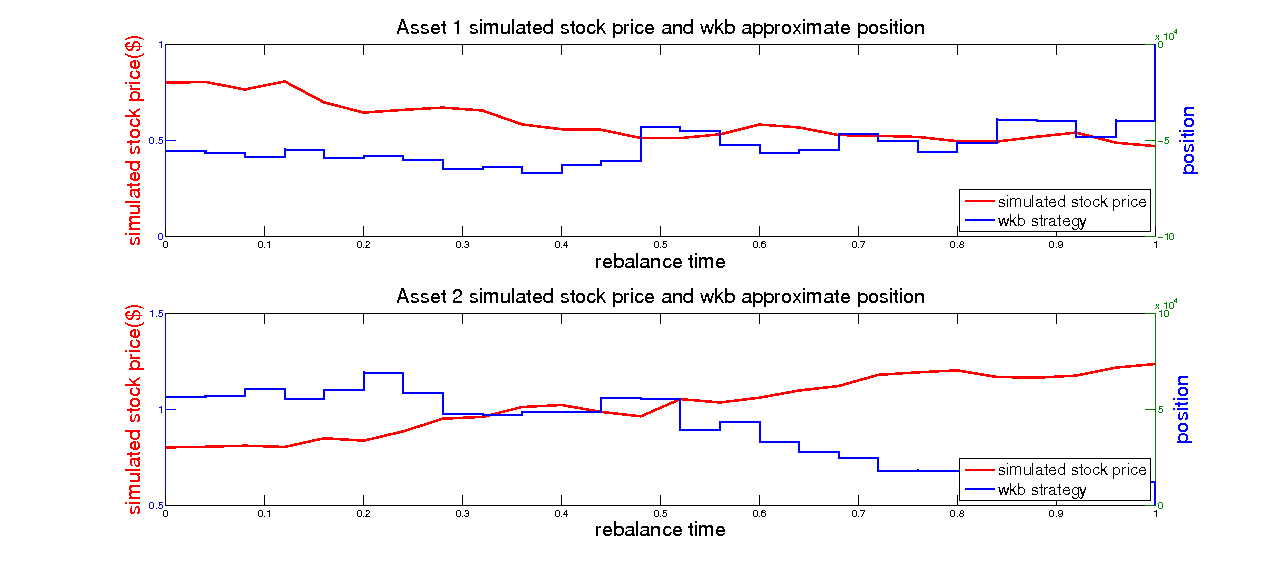 Asset 1 simulated stock price and wkb approximate position
x 10^4
simulated stock price($)
1
0.5
0
0
-5
-10
position
simulated stock price
wkb strategy
0 0.1 0.2 0.3 0.4 0.5 0.6 0.7 0.8 0.9 1
rebalance time
Asset 2 simulated stock price and wkb approximate position
x 10^4
simulated stock price($)
1.5
1
0.5
10
5
0
position
simulated stock price
wkb strategy
0 0.1 0.2 0.3 0.4 0.5 0.6 0.7 0.8 0.9 1
rebalance time